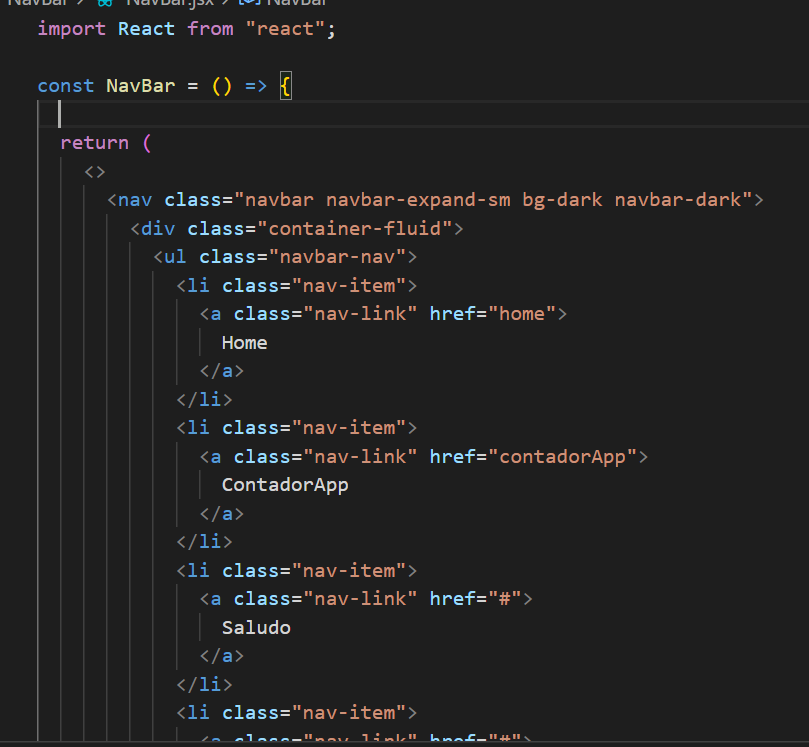 NavBar > NavBar.jsx > NavBar
import React from "react";
const NavBar = () => {
return (
<>
<nav class="navbar navbar-expand-sm bg-dark navbar-dark">
<div class="container-fluid">
<ul class="navbar-nav">
<li class="nav-item">
<a class="nav-link" href="home">
Home
</a>
</li>
<li class="nav-item">
<a class="nav-link" href="contadorApp">
ContadorApp
</a>
</li>
<li class="nav-item">
<a class="nav-link" href="#">
Saludo
</a>
</li>
<li class="nav-item">
<a class="nav-link" href="#">